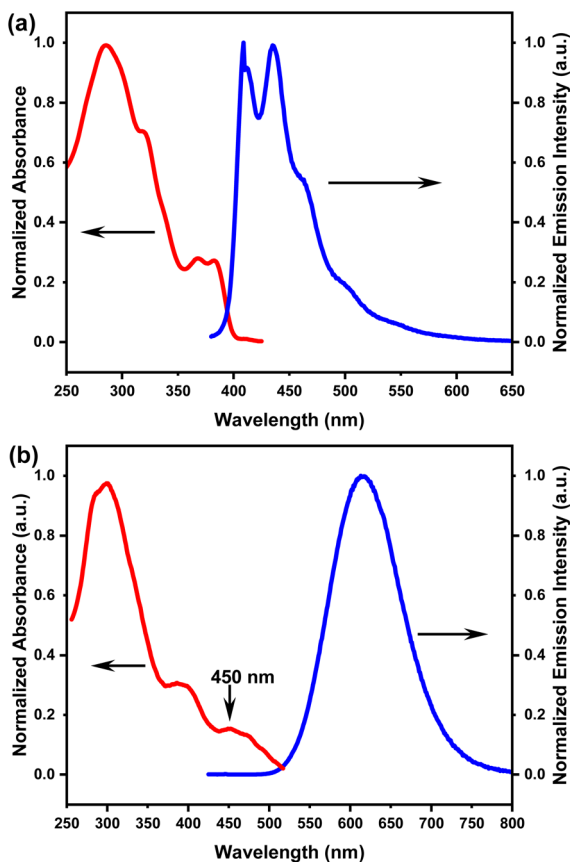 (a)
Normalized Absorbance
1.0
0.8
0.6
0.4
0.2
0.0
1.0
0.8
0.6
0.4
0.2
0.0
Normalized Emission Intensity (a.u.)
250 300 350 400 450 500 550 600 650
Wavelength (nm)
(b)
Normalized Absorbance (a.u.)
1.0
0.8
0.6
0.4
0.2
0.0
450 nm
1.0
0.8
0.6
0.4
0.2
0.0
Normalized Emission Intensity (a.u.)
250 300 350 400 450 500 550 600 650 700 750 800
Wavelength (nm)